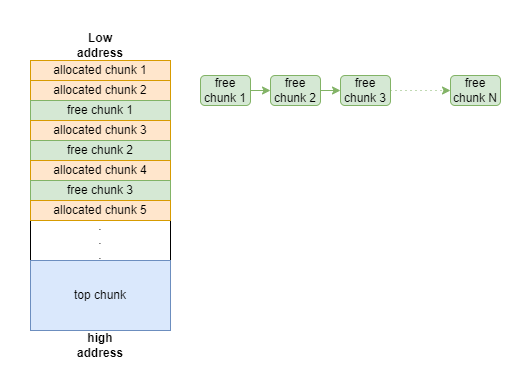 Low
address
allocated chunk 1
allocated chunk 2
free chunk 1
allocated chunk 3
free chunk 2
allocated chunk 4
free chunk 3
allocated chunk 5
.
.
.
top chunk
high
address
free
chunk 1
free
chunk 2
free
chunk 3
free
chunk N